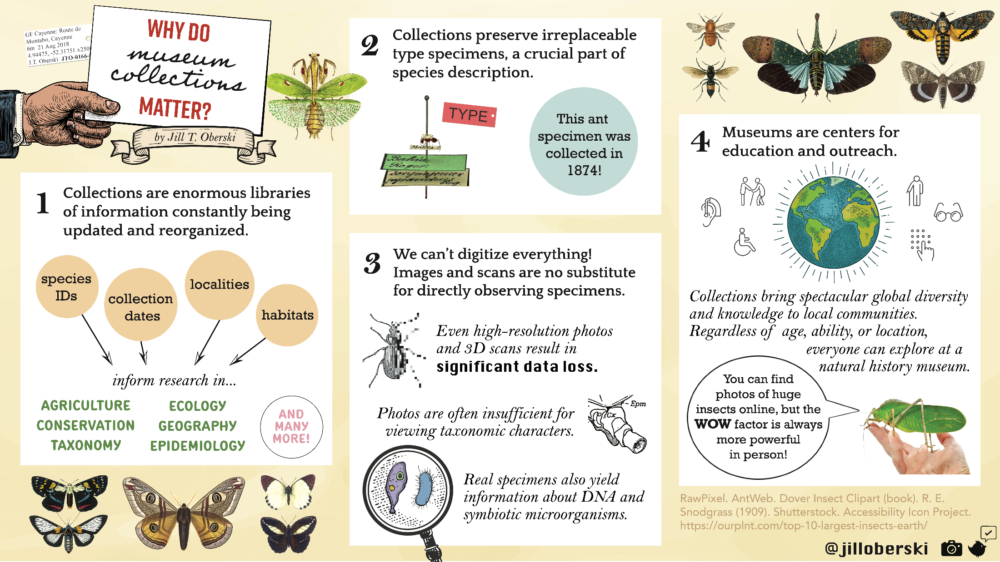 GF Cayenne: Route de
Montabo, Cayenne
6m 21 Aug 2018
4.94475, -52.31751 ±250
J.T. Oberski JTO-0166-
WHY DO
museum
collections
MATTER?
by Jill T. Oberski
1
Collections are enormous libraries
of information constantly being
updated and reorganized.
species
IDs
collection
dates
localities
habitats
inform research in...
AGRICULTURE
CONSERVATION
TAXONOMY
ECOLOGY
GEOGRAPHY
EPIDEMIOLOGY
AND
MANY
MORE!
2
Collections preserve irreplaceable
type specimens, a crucial part of
species description.
TYPE
Bahia.
Roger.
Rog.
This ant
specimen was
collected in
1874!
3
We can't digitize everything!
Images and scans are no substitute
for directly observing specimens.
Even high-resolution photos
and 3D scans result in
significant data loss.
Photos are often insufficient for
viewing taxonomic characters.
Epm
Cx
Real specimens also yield
information about DNA and
symbiotic microorganisms.
4
Museums are centers for
education and outreach.
Collections bring spectacular global diversity
and knowledge to local communities.
Regardless of age, ability, or location,
everyone can explore at a
natural history museum.
You can find
photos of huge
insects online, but the
WOW factor is always
more powerful
in person!
RawPixel. AntWeb. Dover Insect Clipart (book). R. E.
Snodgrass (1909). Shutterstock. Accessibility Icon Project.
https://ourplnt.com/top-10-largest-insects-earth/
@jilloberski